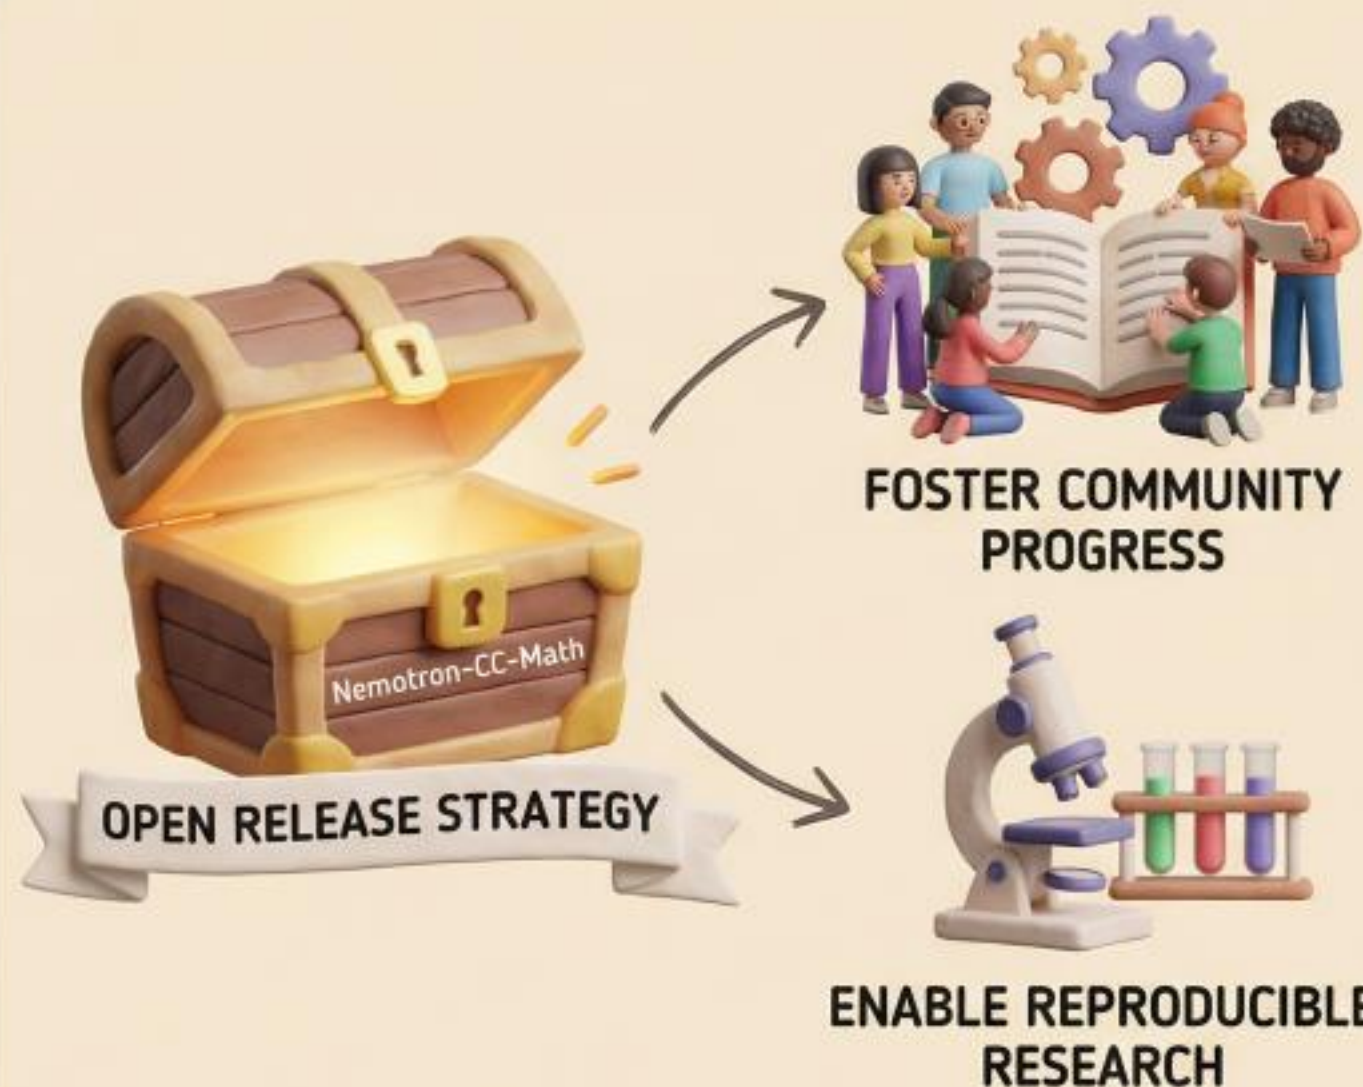 Nemotron-CC-Math
OPEN RELEASE STRATEGY
FOSTER COMMUNITY
PROGRESS
ENABLE REPRODUCIBLE
RESEARCH